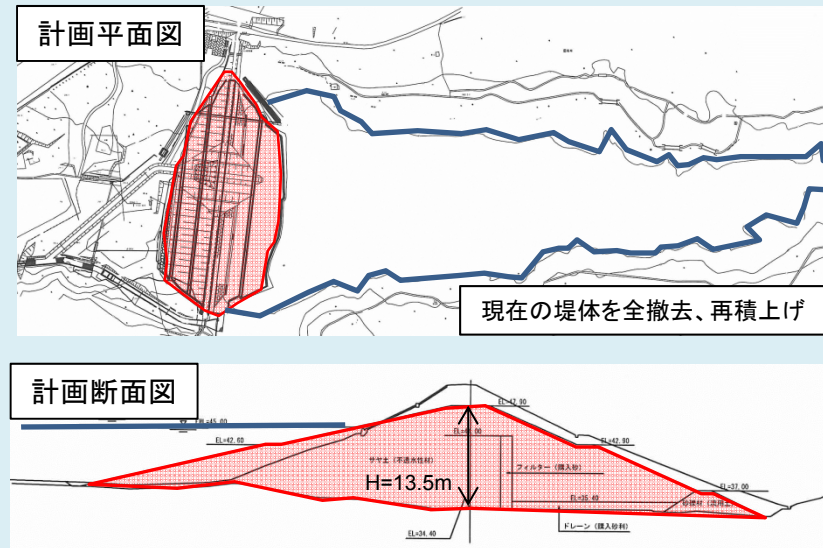 計画平面図
現在の堤体を全撤去、再積上げ
計画断面図
EL=47.90
EL=42.60
EL=42.90
サヤ土（不透水性材）
フィルター（購入砂）
H=13.5m
EL=37.00
EL=35.40
ドレーン（購入砂利）
EL=34.40